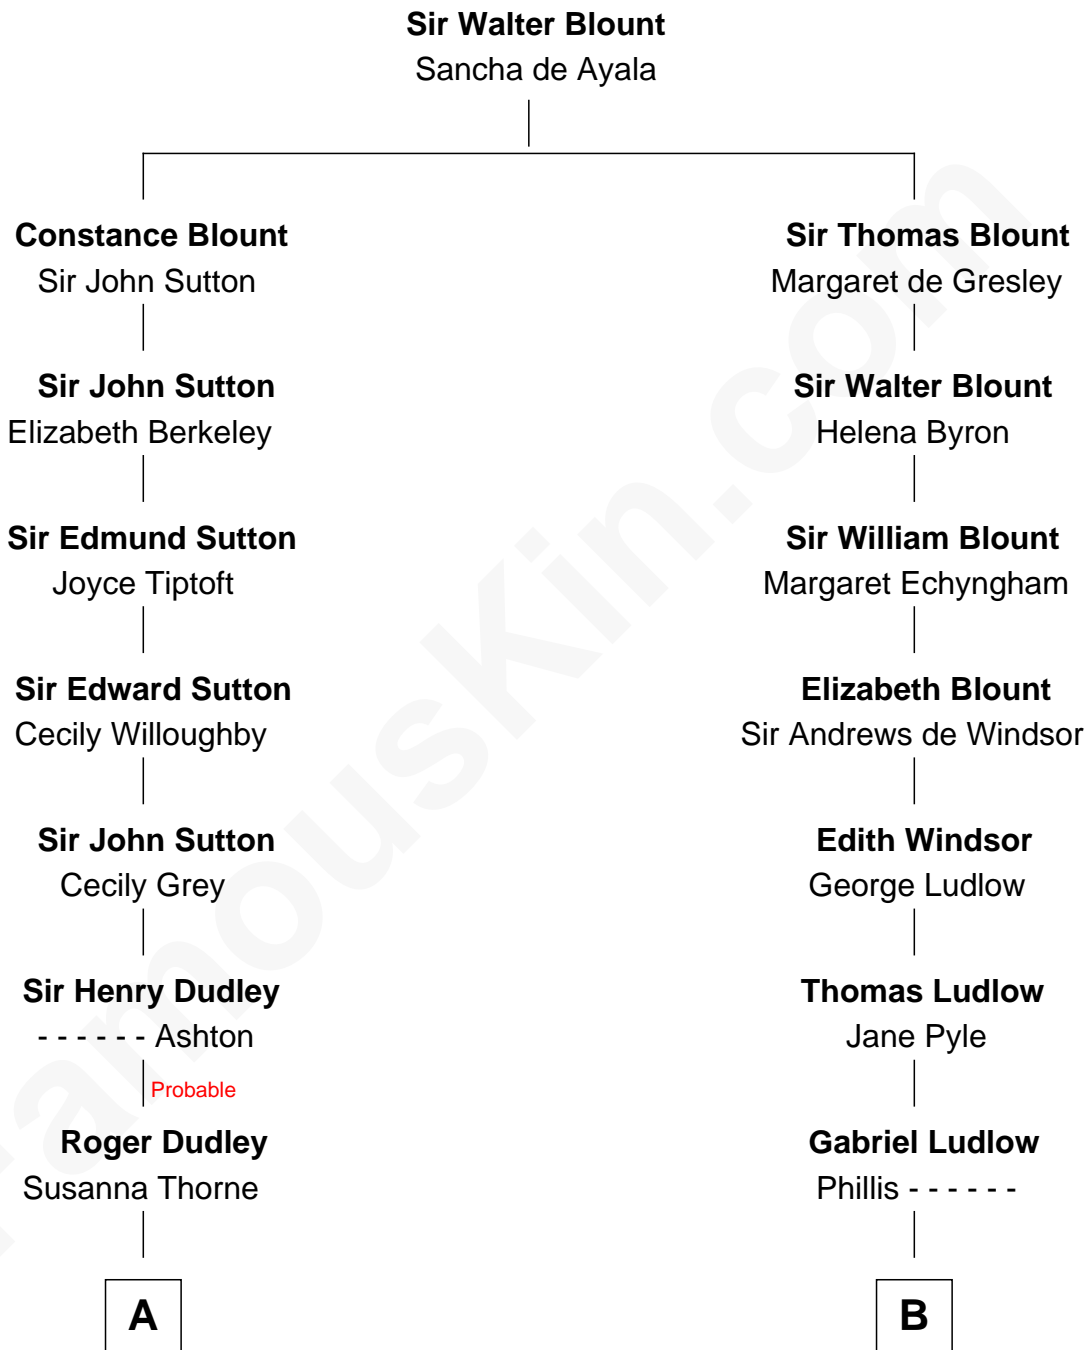 Sir Walter Blount
Sancha de Ayala
Constance Blount
Sir John Sutton
Sir Thomas Blount
Margaret de Gresley
Sir John Sutton
Elizabeth Berkeley
Sir Walter Blount
Helena Byron
Sir Edmund Sutton
Joyce Tiptoft
Sir William Blount
Margaret Echyngham
Sir Edward Sutton
Cecily Willoughby
Elizabeth Blount
Sir Andrews de Windsor
Sir John Sutton
Cecily Grey
Edith Windsor
George Ludlow
Sir Henry Dudley
- - - - - - Ashton
Probable
Thomas Ludlow
Jane Pyle
Roger Dudley
Susanna Thorne
Gabriel Ludlow
Phillis - - - - - -
A
B
FamousKin.com